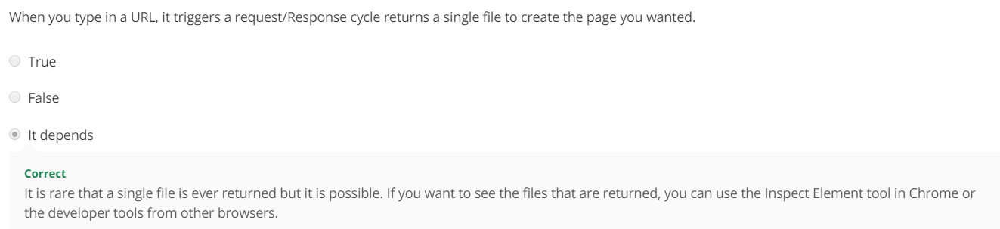 When you type in a URL, it triggers a request/Response cycle returns a single file to create the page you wanted.
True
False
It depends
Correct
It is rare that a single file is ever returned but it is possible. If you want to see the files that are returned, you can use the Inspect Element tool in Chrome or
the developer tools from other browsers.